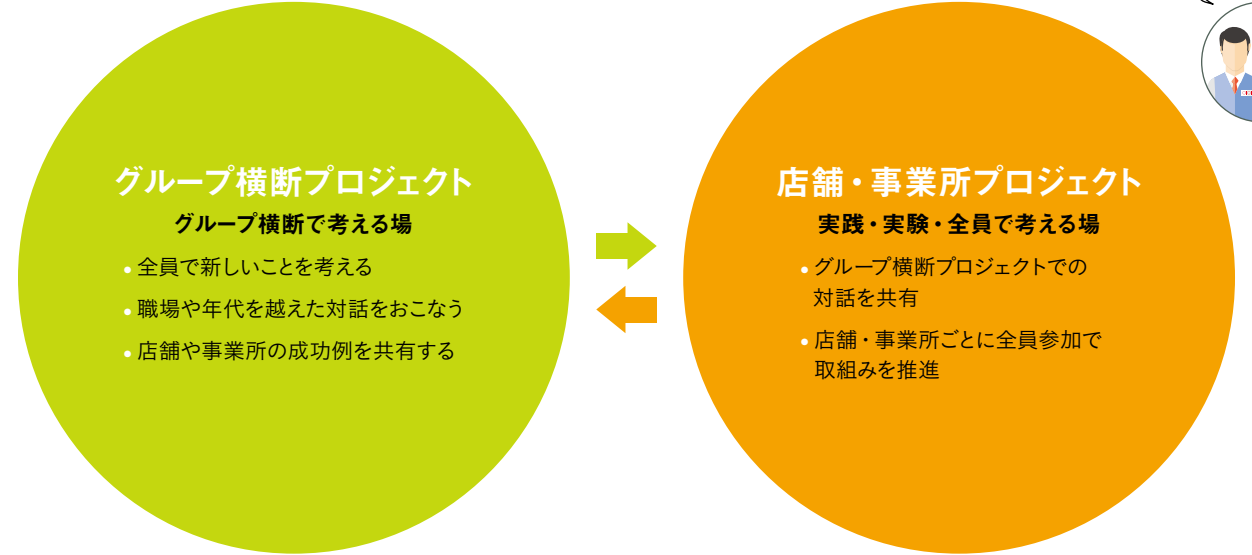 グループ横断プロジェクト
グループ横断で考える場
• 全員で新しいことを考える
• 職場や年代を越えた対話をおこなう
• 店舗や事業所の成功例を共有する
店舗・事業所プロジェクト
実践・実験・全員で考える場
• グループ横断プロジェクトでの
対話を共有
• 店舗・事業所ごとに全員参加で
取組みを推進